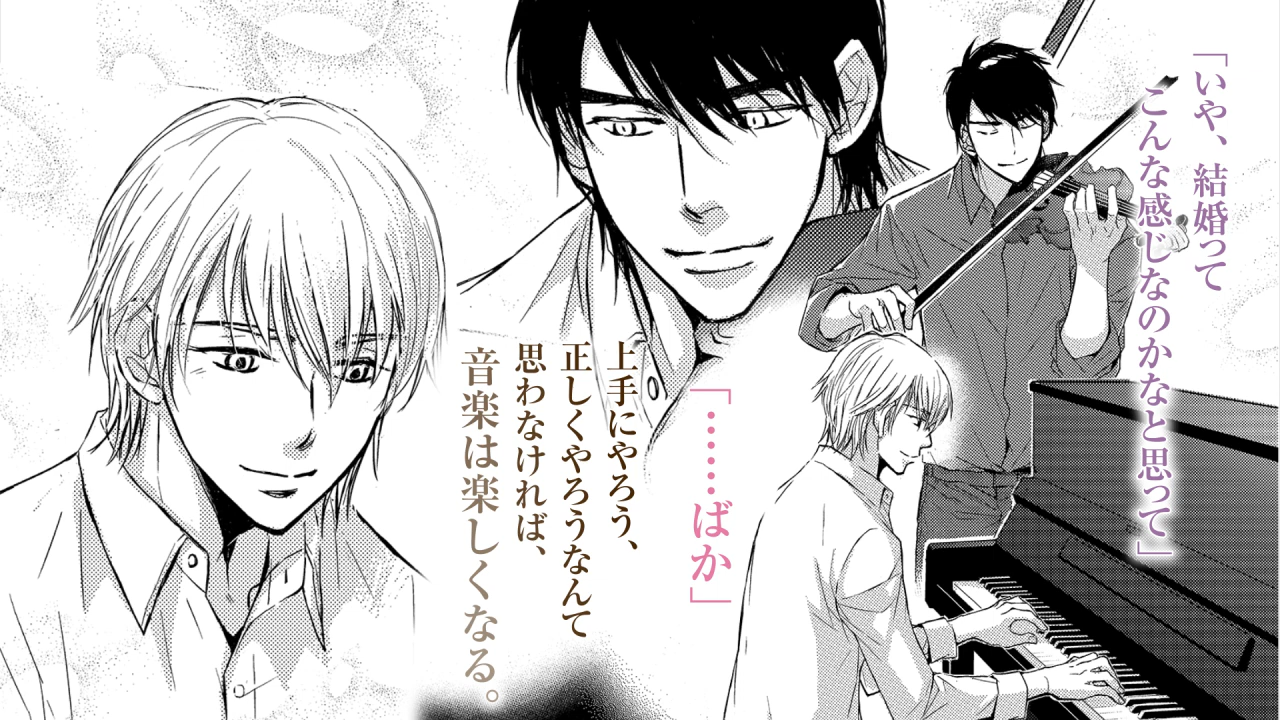 「いや、結婚って
こんな感じなのかなと思って」
「……ばか」
上手にやろう、
正しくやろうなんて
思わなければ、
音楽は楽しくなる。